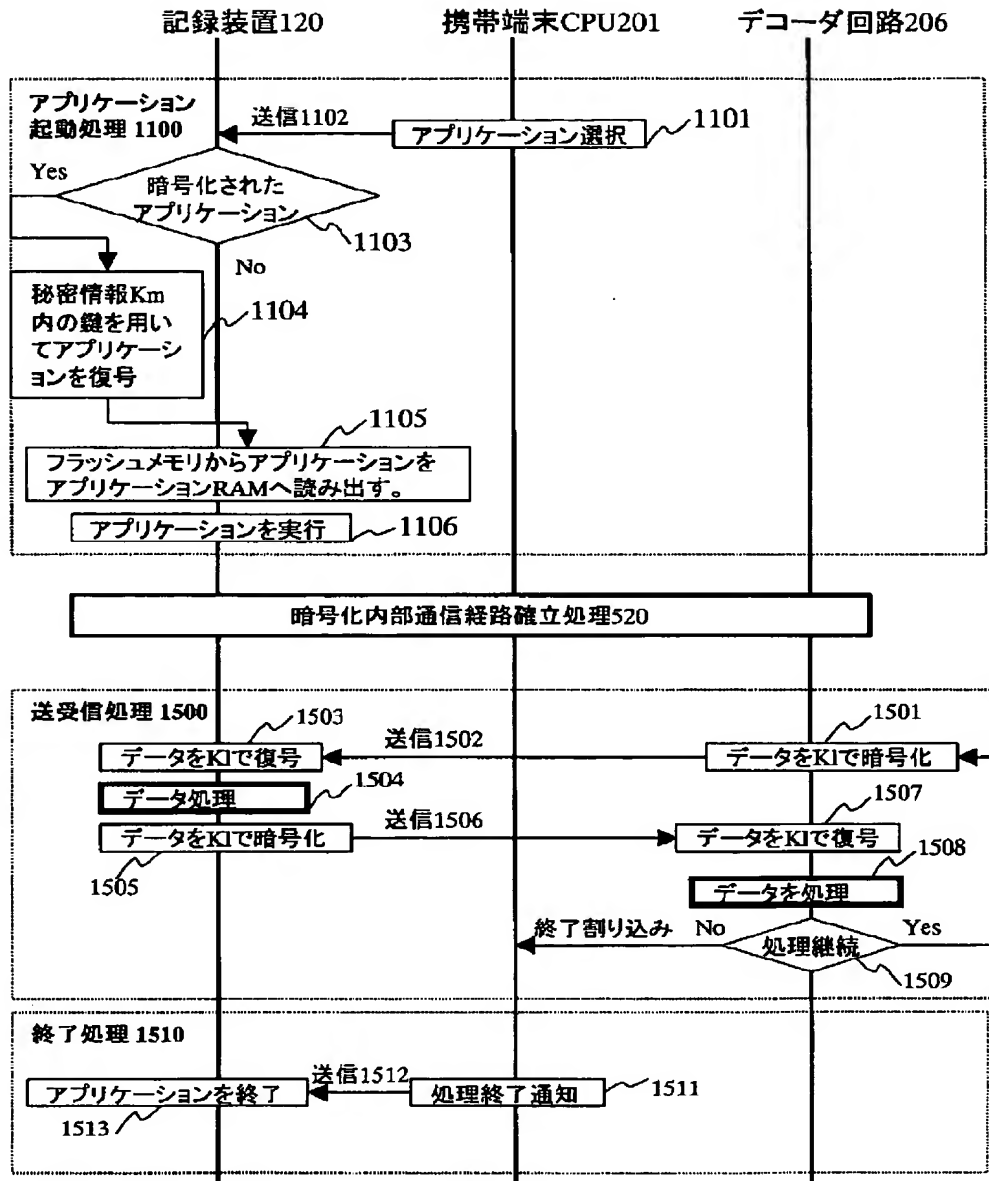 記録装置120
携帯端末CPU201
デコーダ回路206
アプリケーション
起動処理 1100
送信1102
アプリケーション選択
1101
Yes
暗号化された
アプリケーション
1103
No
秘密情報Km
内の鍵を用い
てアプリケーシ
ョンを復号
1104
1105
フラッシュメモリからアプリケーションを
アプリケーションRAMへ読み出す。
アプリケーションを実行
1106
暗号化内部通信経路確立処理520
送受信処理 1500
1503
1501
データをKlで復号
送信1502
データをKlで暗号化
データ処理
1504
1507
データをKlで暗号化
送信1506
データをKlで復号
1505
1508
データを処理
終了割り込み
No
Yes
処理継続
1509
終了処理 1510
アプリケーションを終了
送信1512
処理終了通知
1511
1513